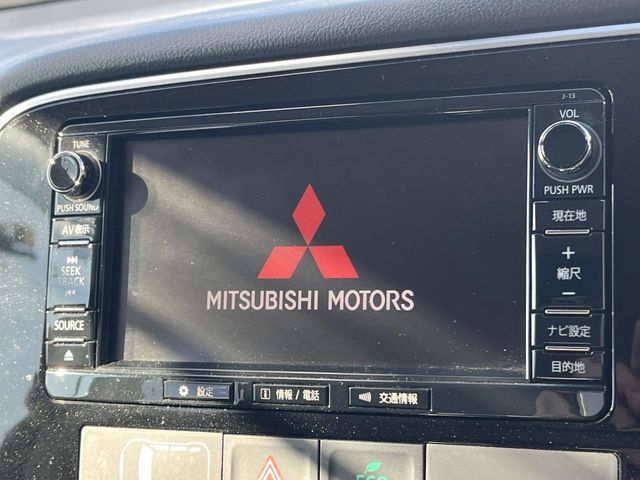 J-13
TUNE
PUSH SOUND
AV表示
SEEK
TRACK
SOURCE
MITSUBISHI MOTORS
VOL
PUSH PWR
現在地
+
縮尺
−
ナビ設定
目的地
設定
情報 / 電話
交通情報
ECO